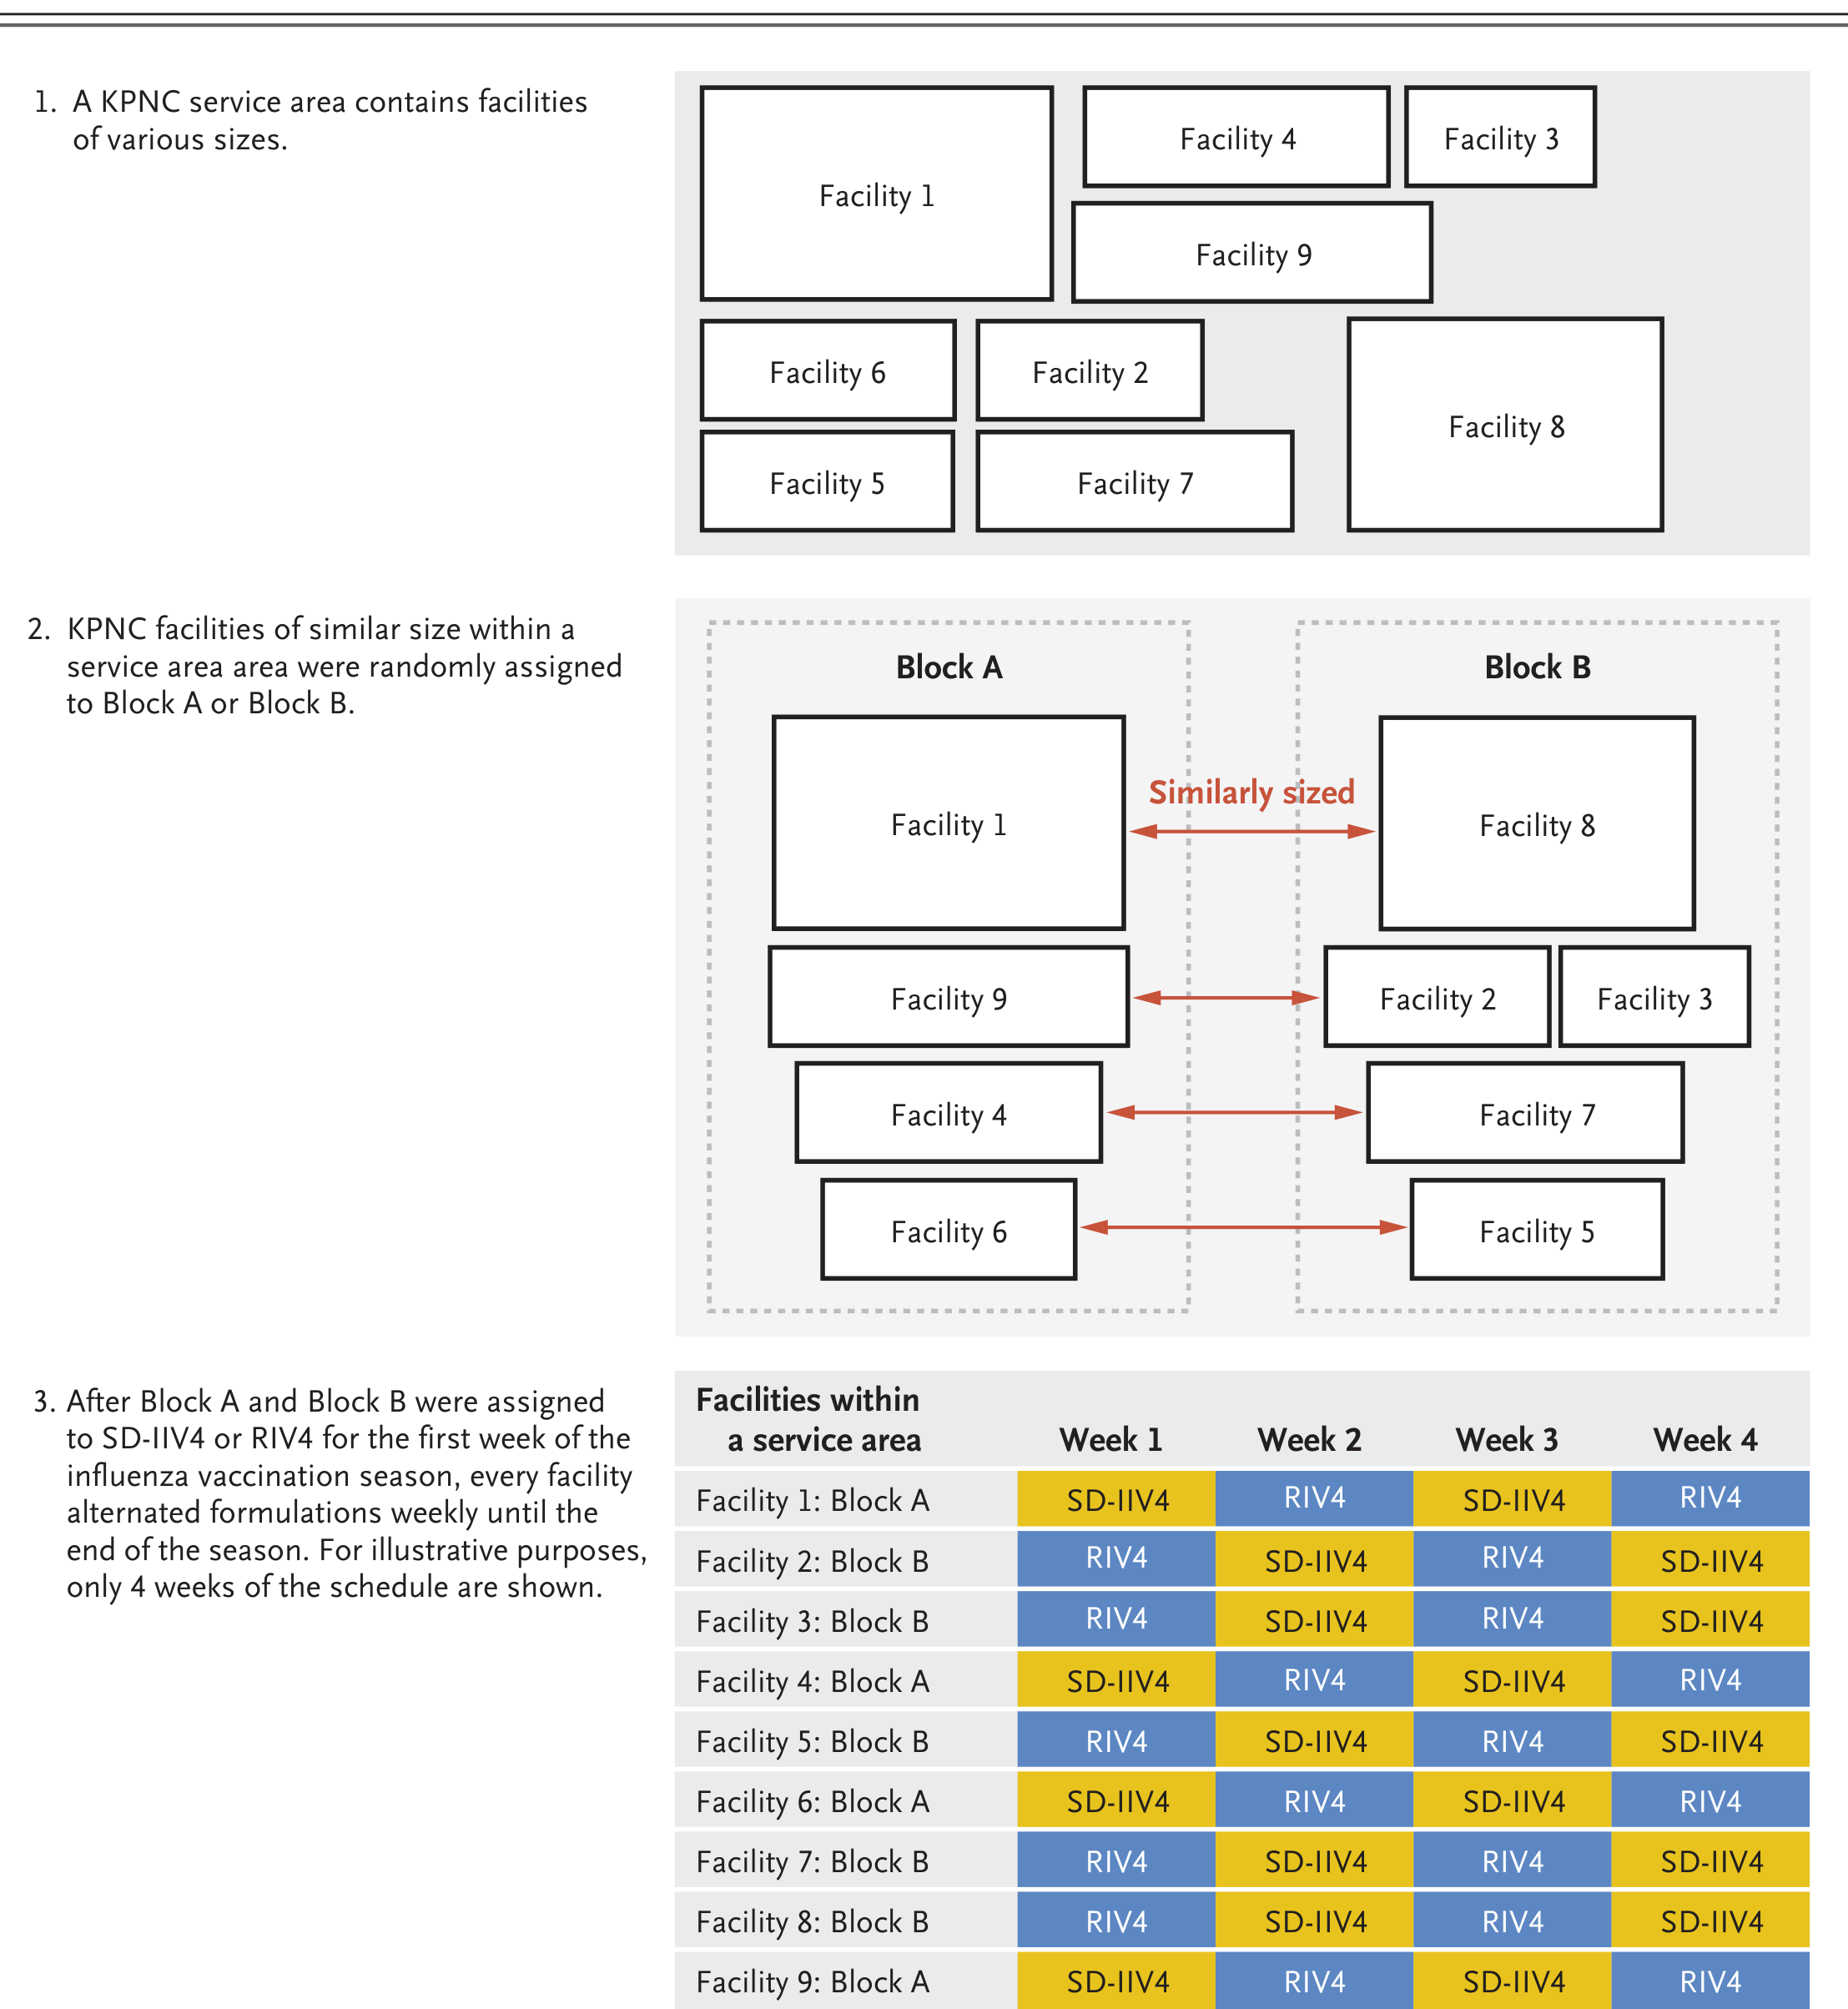 1. A KPNC service area contains facilities
of various sizes.
Facility 1
Facility 4
Facility 3
Facility 9
Facility 6
Facility 2
Facility 8
Facility 5
Facility 7
2. KPNC facilities of similar size within a
service area area were randomly assigned
to Block A or Block B.
Block A
Block B
Similarly sized
Facility 1
Facility 8
Facility 9
Facility 2
Facility 3
Facility 4
Facility 7
Facility 6
Facility 5
3. After Block A and Block B were assigned
to SD-IIV4 or RIV4 for the first week of the
influenza vaccination season, every facility
alternated formulations weekly until the
end of the season. For illustrative purposes,
only 4 weeks of the schedule are shown.
Facilities within
a service area Week 1 Week 2 Week 3 Week 4
Facility 1: Block A SD-IIV4 RIV4 SD-IIV4 RIV4
Facility 2: Block B RIV4 SD-IIV4 RIV4 SD-IIV4
Facility 3: Block B RIV4 SD-IIV4 RIV4 SD-IIV4
Facility 4: Block A SD-IIV4 RIV4 SD-IIV4 RIV4
Facility 5: Block B RIV4 SD-IIV4 RIV4 SD-IIV4
Facility 6: Block A SD-IIV4 RIV4 SD-IIV4 RIV4
Facility 7: Block B RIV4 SD-IIV4 RIV4 SD-IIV4
Facility 8: Block B RIV4 SD-IIV4 RIV4 SD-IIV4
Facility 9: Block A SD-IIV4 RIV4 SD-IIV4 RIV4